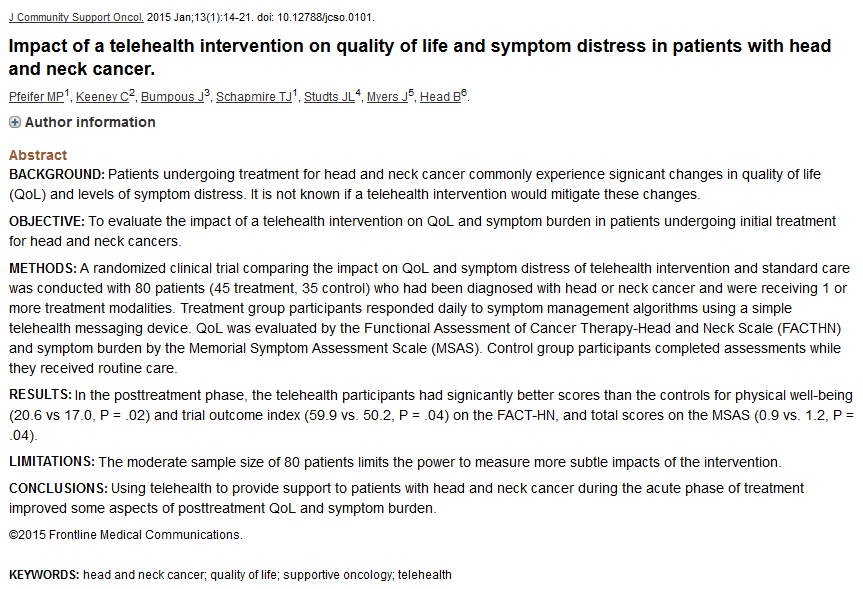 J Community Support Oncol. 2015 Jan;13(1):14-21. doi: 10.12788/jcso.0101.
Impact of a telehealth intervention on quality of life and symptom distress in patients with head
and neck cancer.
Pfeifer MP1, Keeney C2, Bumpous J3, Schapmire TJ1, Studts JL4, Myers J5, Head B6.
Author information
Abstract
BACKGROUND: Patients undergoing treatment for head and neck cancer commonly experience signicant changes in quality of life
(QoL) and levels of symptom distress. It is not known if a telehealth intervention would mitigate these changes.
OBJECTIVE: To evaluate the impact of a telehealth intervention on QoL and symptom burden in patients undergoing initial treatment
for head and neck cancers.
METHODS: A randomized clinical trial comparing the impact on QoL and symptom distress of telehealth intervention and standard care
was conducted with 80 patients (45 treatment, 35 control) who had been diagnosed with head or neck cancer and were receiving 1 or
more treatment modalities. Treatment group participants responded daily to symptom management algorithms using a simple
telehealth messaging device. QoL was evaluated by the Functional Assessment of Cancer Therapy-Head and Neck Scale (FACTHN)
and symptom burden by the Memorial Symptom Assessment Scale (MSAS). Control group participants completed assessments while
they received routine care.
RESULTS: In the posttreatment phase, the telehealth participants had signicantly better scores than the controls for physical well-being
(20.6 vs 17.0, P = .02) and trial outcome index (59.9 vs. 50.2, P = .04) on the FACT-HN, and total scores on the MSAS (0.9 vs. 1.2, P =
.04).
LIMITATIONS: The moderate sample size of 80 patients limits the power to measure more subtle impacts of the intervention.
CONCLUSIONS: Using telehealth to provide support to patients with head and neck cancer during the acute phase of treatment
improved some aspects of posttreatment QoL and symptom burden.
©2015 Frontline Medical Communications.
KEYWORDS: head and neck cancer; quality of life; supportive oncology; telehealth